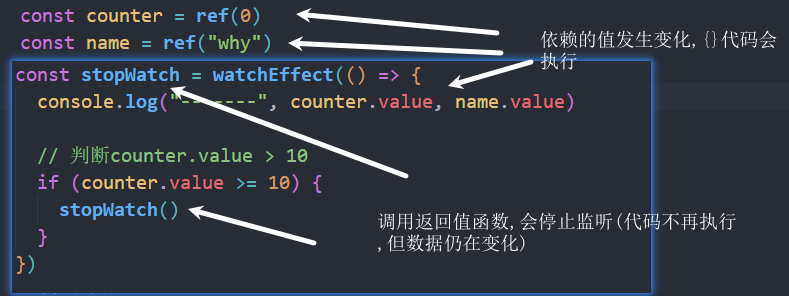 const counter = ref(0)
const name = ref("why")
依赖的值发生变化,{}代码会
执行
const stopWatch = watchEffect(() => {
console.log("-------", counter.value, name.value)
// 判断counter.value > 10
if (counter.value >= 10) {
stopWatch()
}
})
调用返回值函数,会停止监听(代码不再执行
,但数据仍在变化)